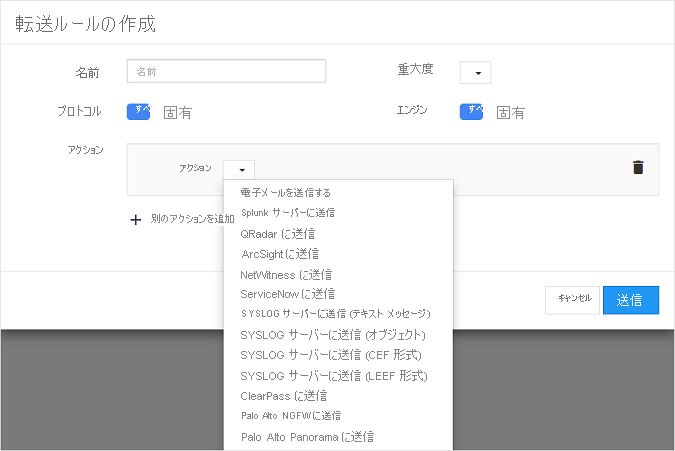 転送ルールの作成
名前 名前 重大度
プロトコル すべ 固有 エンジン すべ 固有
アクション
アクション
別のアクションを追加
電子メールを送信する
Splunk サーバーに送信
QRadar に送信
ArcSight に送信
NetWitness に送信
ServiceNow に送信
SYSLOG サーバーに送信 (テキスト メッセージ)
SYSLOG サーバーに送信 (オブジェクト)
SYSLOG サーバーに送信 (CEF 形式)
SYSLOG サーバーに送信 (LEEF 形式)
ClearPass に送信
Palo Alto NGFWに送信
Palo Alto Panorama に送信
キャンセル 送信